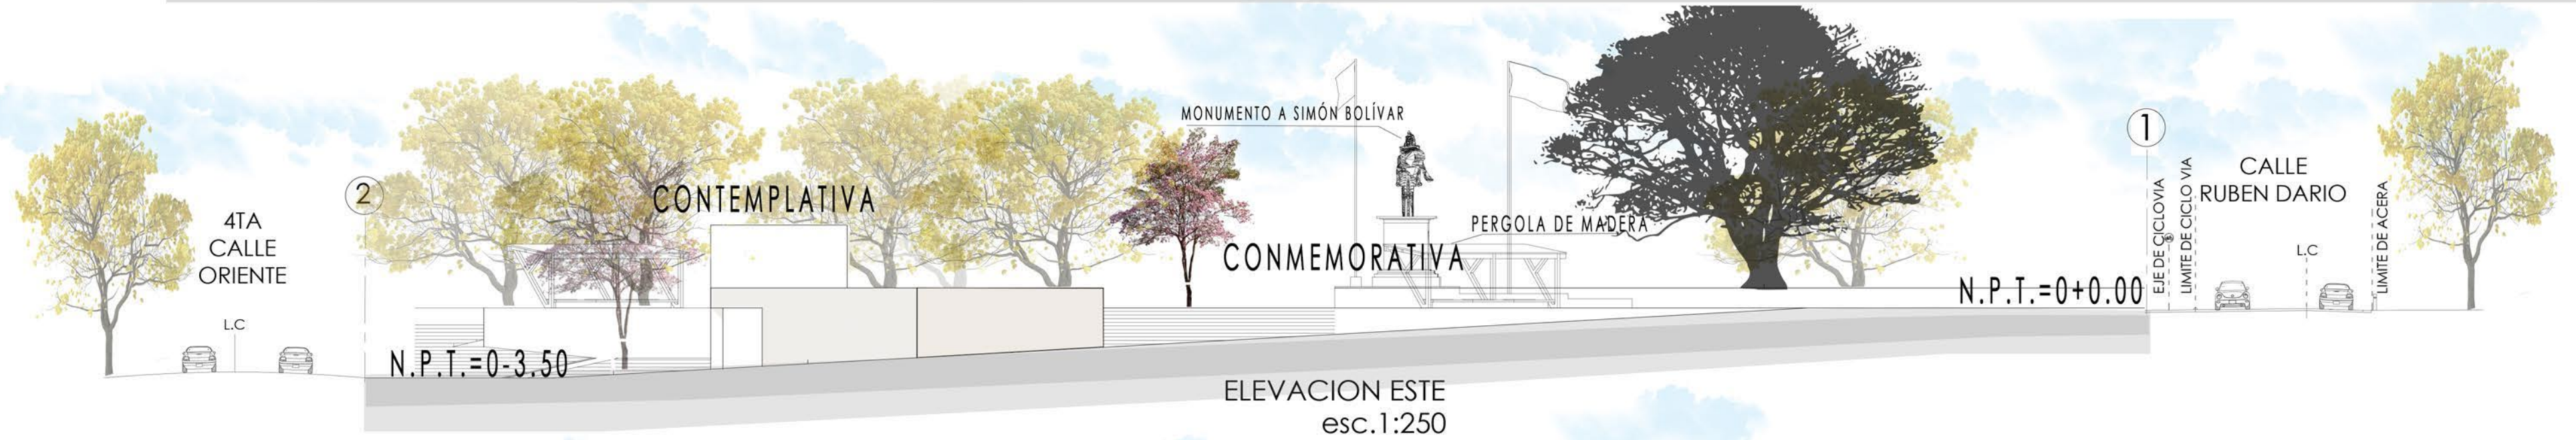 4TA
CALLE
ORIENTE
L.C
2
N.P.T.=0-3.50
CONTEMPLATIVA
MONUMENTO A SIMÓN BOLÍVAR
CONMEMORATIVA
PERGOLA DE MADERA
N.P.T.=0+0.00
1
EJE DE CICLOVIA
LIMITE DE CICLO VIA
CALLE
RUBEN DARIO
L.C
LIMITE DE ACERA
ELEVACION ESTE
esc.1:250